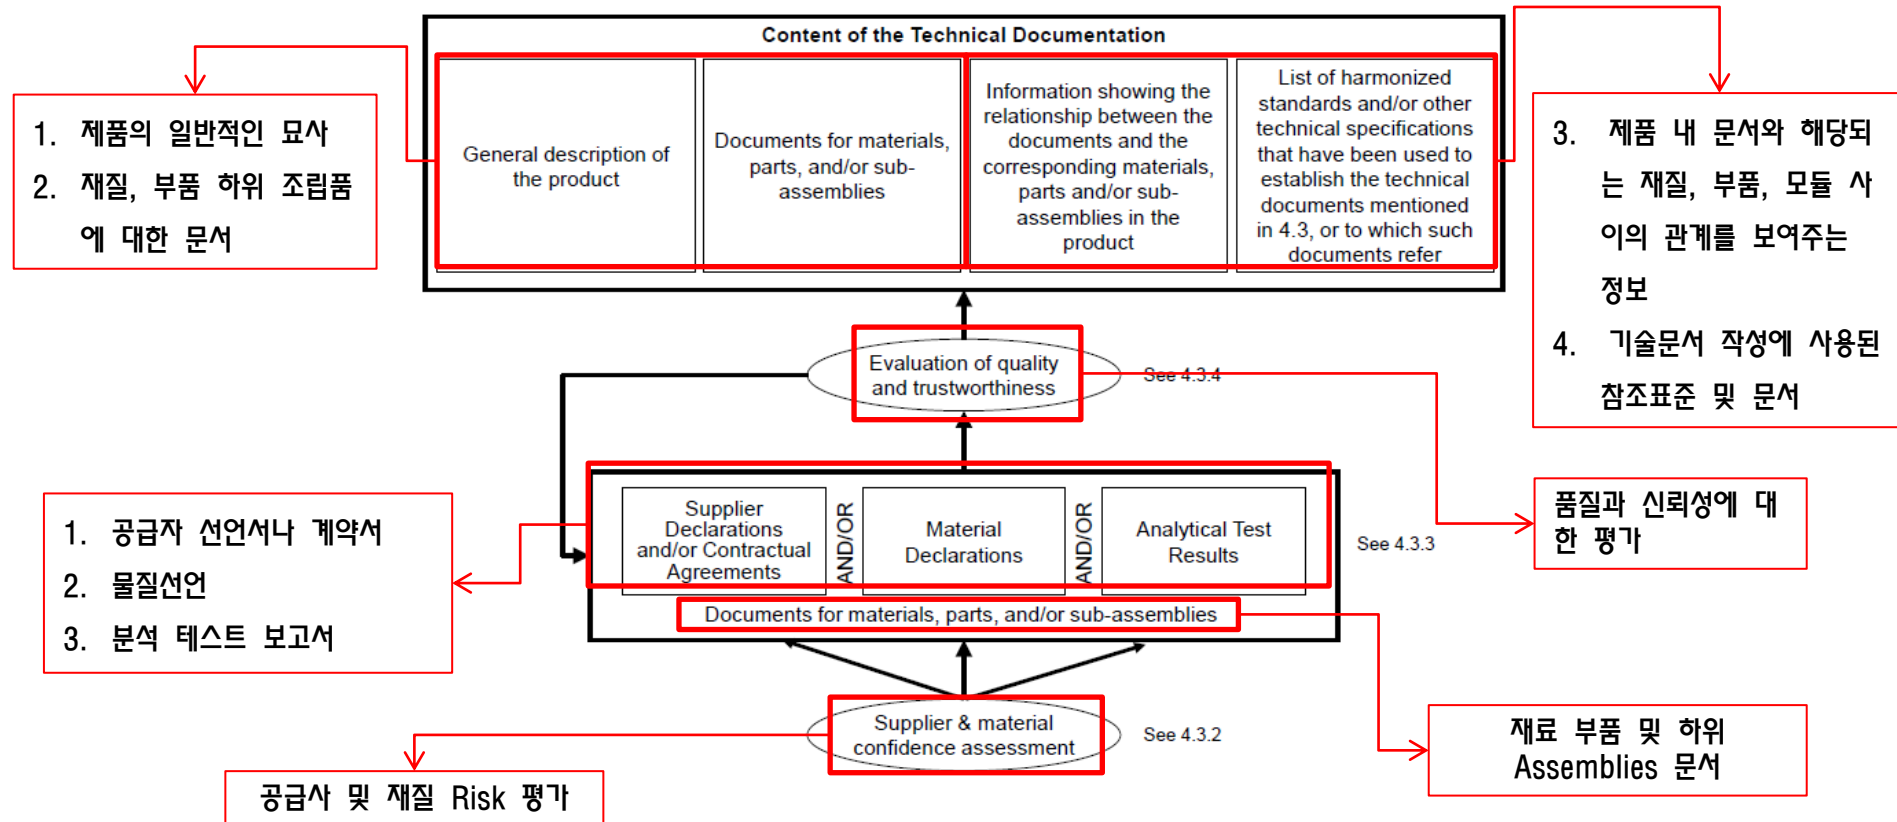 Content of the Technical Documentation
General description of
the product
Documents for materials,
parts, and/or sub-
assemblies
Information showing the
relationship between the
documents and the
corresponding materials,
parts and/or sub-
assemblies in the
product
List of harmonized
standards and/or other
technical specifications
that have been used to
establish the technical
documents mentioned
in 4.3, or to which such
documents refer
1. 제품의 일반적인 묘사
2. 재질, 부품 하위 조립품
에 대한 문서
3. 제품 내 문서와 해당되
는 재질, 부품, 모듈 사
이의 관계를 보여주는
정보
4. 기술문서 작성에 사용된
참조표준 및 문서
Evaluation of quality
and trustworthiness
See 4.3.4
품질과 신뢰성에 대
한 평가
1. 공급자 선언서나 계약서
2. 물질선언
3. 분석 테스트 보고서
Supplier
Declarations
and/or Contractual
Agreements
AND/OR
Material
Declarations
AND/OR
Analytical Test
Results
See 4.3.3
Documents for materials, parts, and/or sub-assemblies
Supplier & material
confidence assessment
See 4.3.2
재료 부품 및 하위
Assemblies 문서
공급사 및 재질 Risk 평가